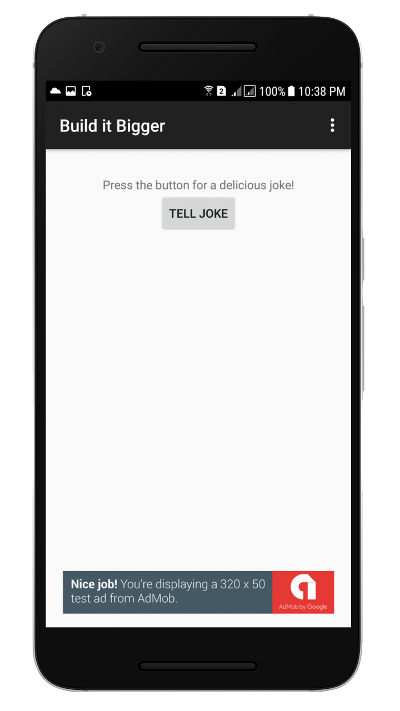 2 100% 10:38 PM
Build it Bigger
Press the button for a delicious joke!
TELL JOKE
Nice job! You're displaying a 320 x 50
test ad from AdMob.
AdMob by Google